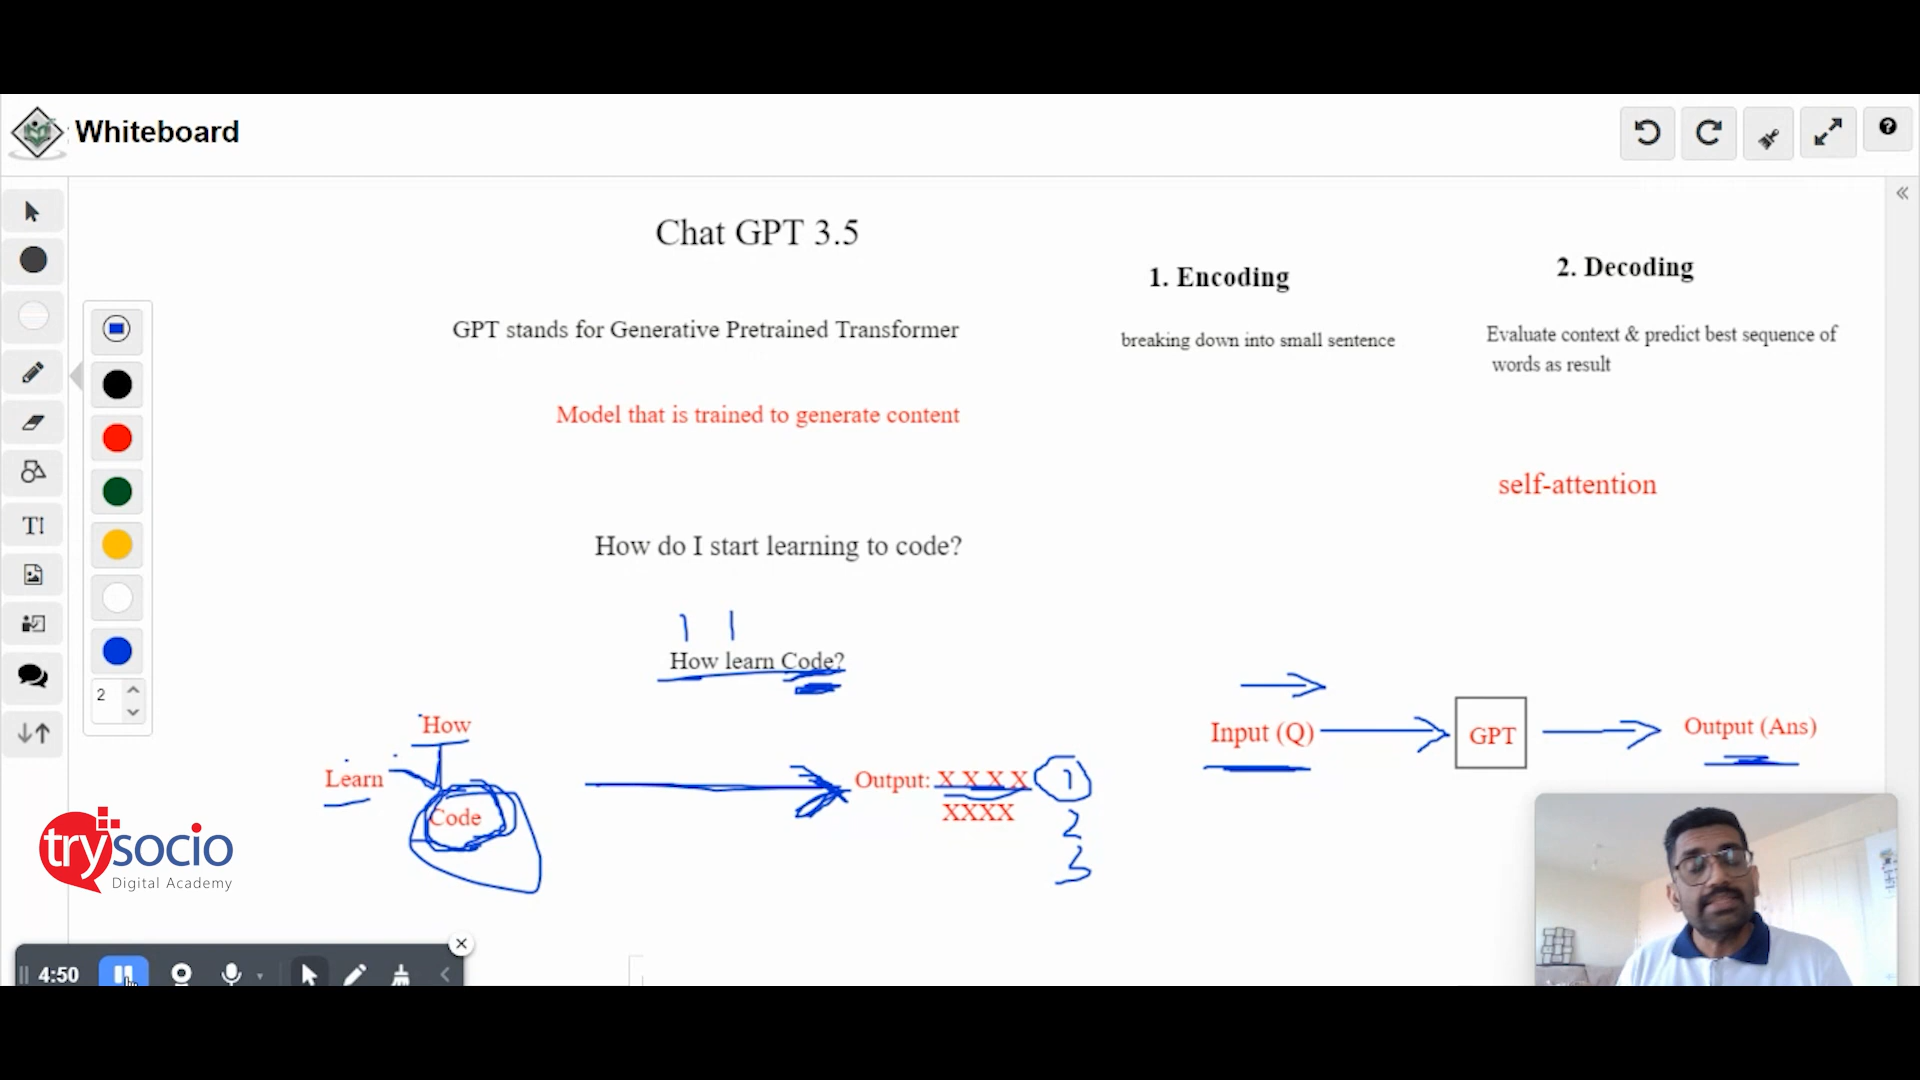 Whiteboard
Chat GPT 3.5
1. Encoding
2. Decoding
GPT stands for Generative Pretrained Transformer
breaking down into small sentence
Evaluate context & predict best sequence of
words as result
Model that is trained to generate content
self-attention
How do I start learning to code?
How learn Code?
How
Learn
Code
Output: X X X X 1
XXXX
2
3
Input (Q)
GPT
Output (Ans)
T
2
trysocio
Digital Academy
4:50